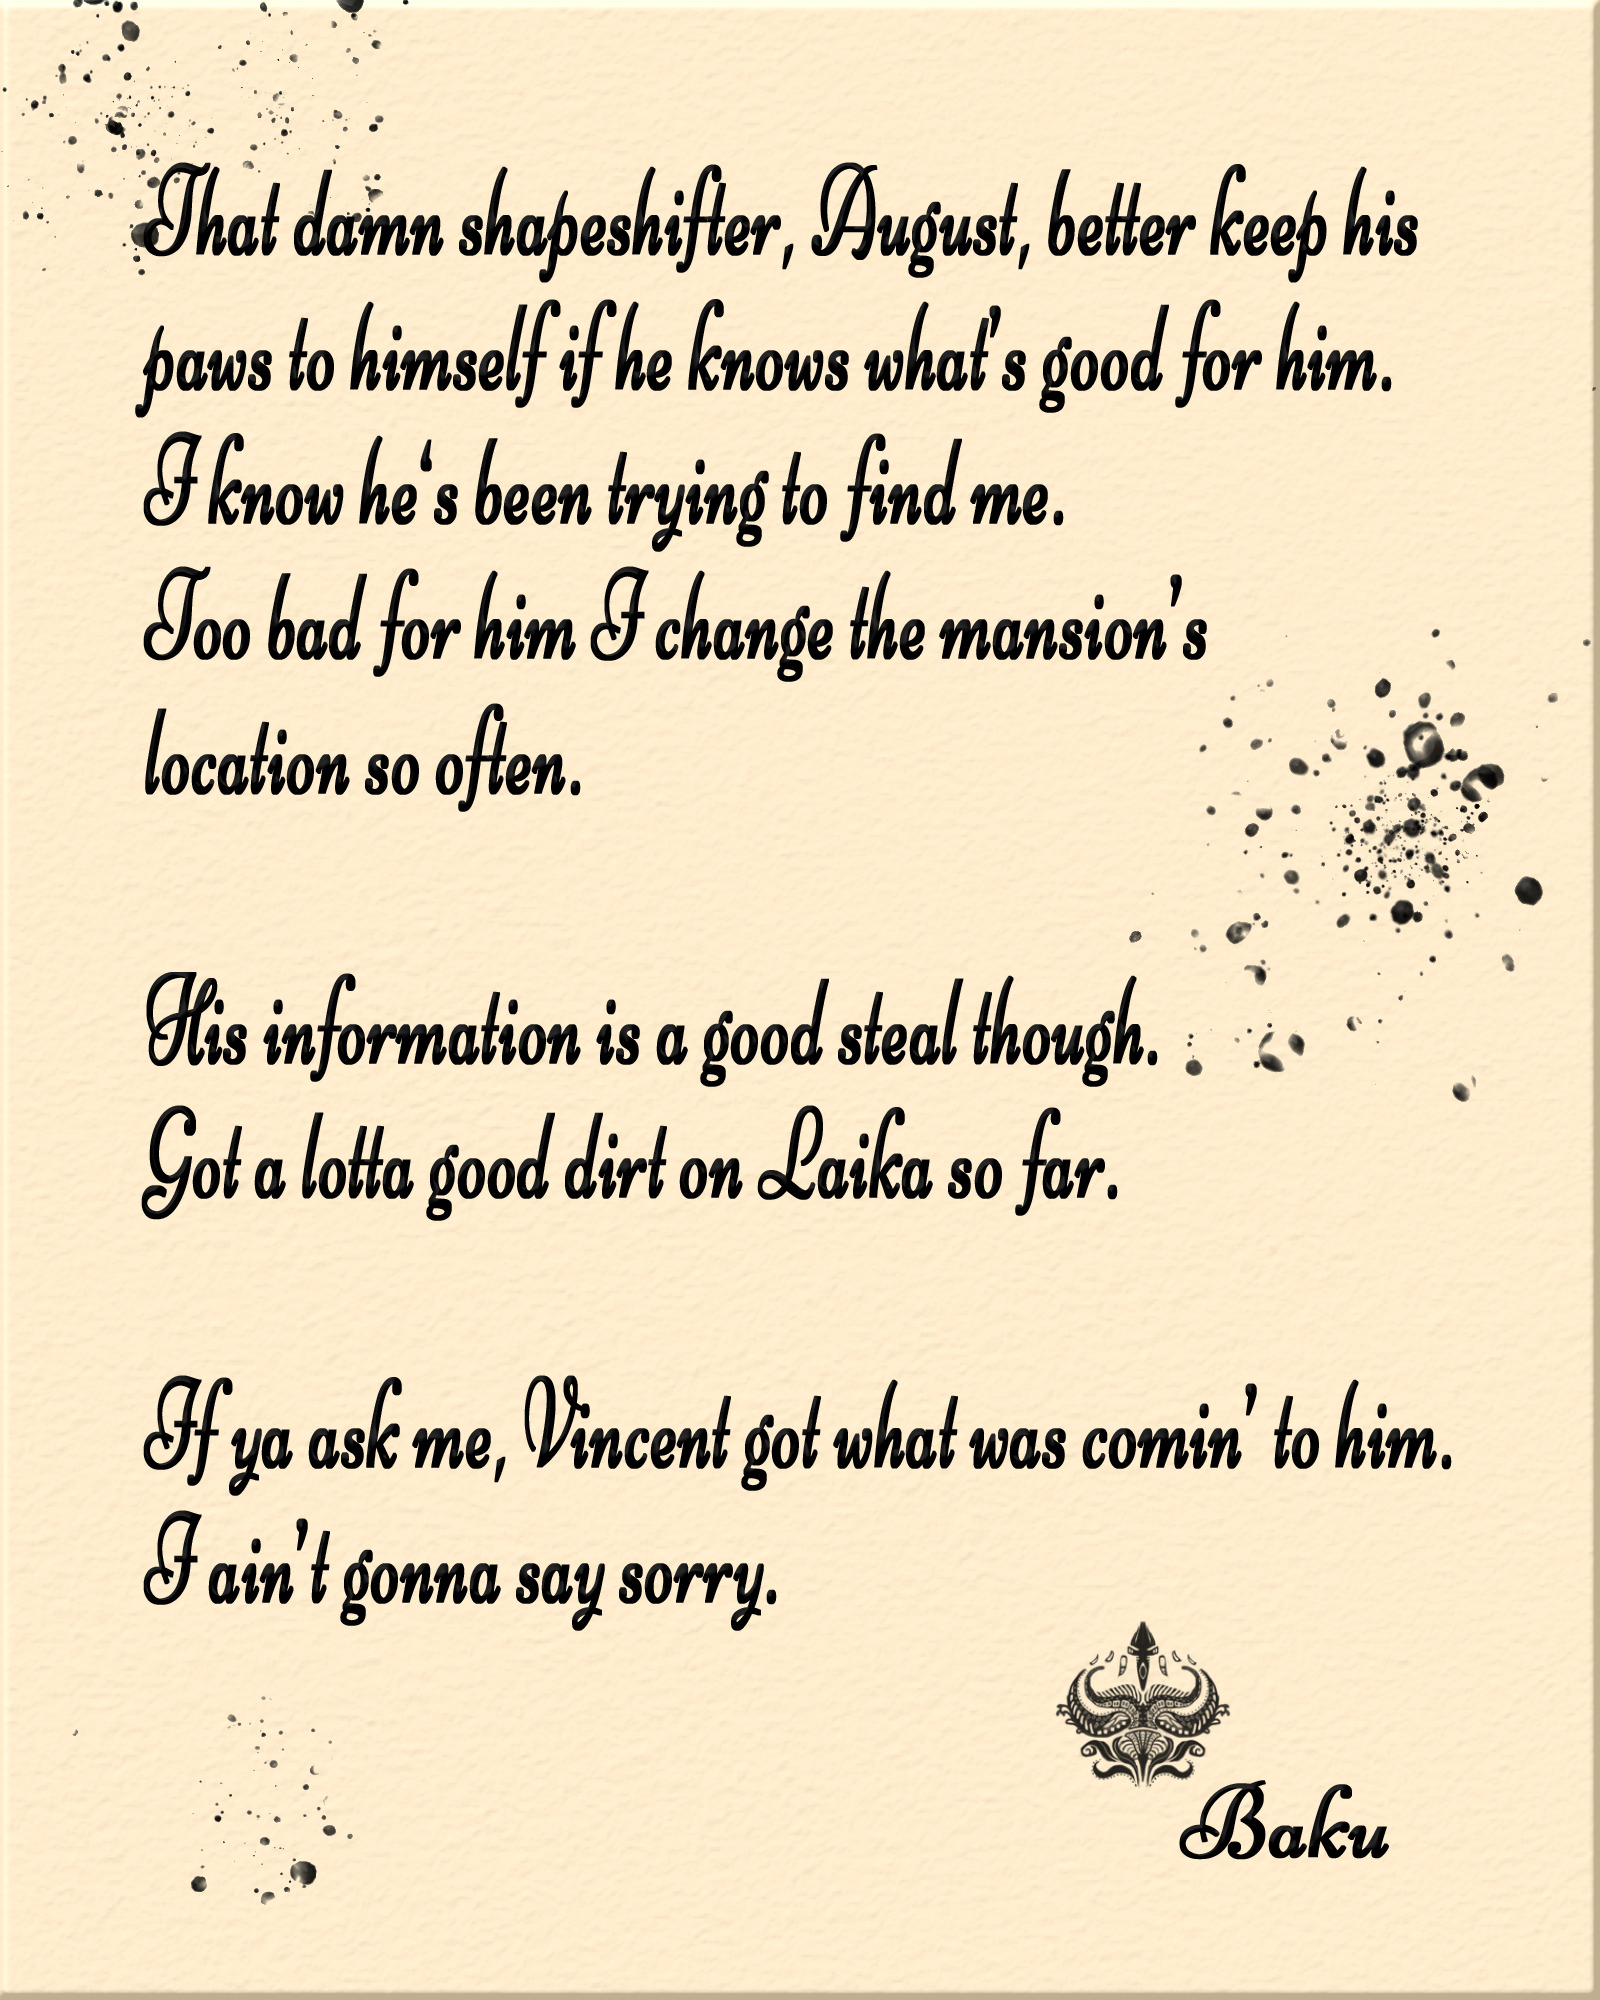 That damn shapeshifter, August, better keep his
paws to himself if he knows what's good for him.
I know he‘s been trying to find me.
Too bad for him I change the mansion’s
location so often.
His information is a good steal though.
Got a lotta good dirt on Laika so far.
If ya ask me, Vincent got what was comin’ to him.
I ain’t gonna say sorry.
Baku